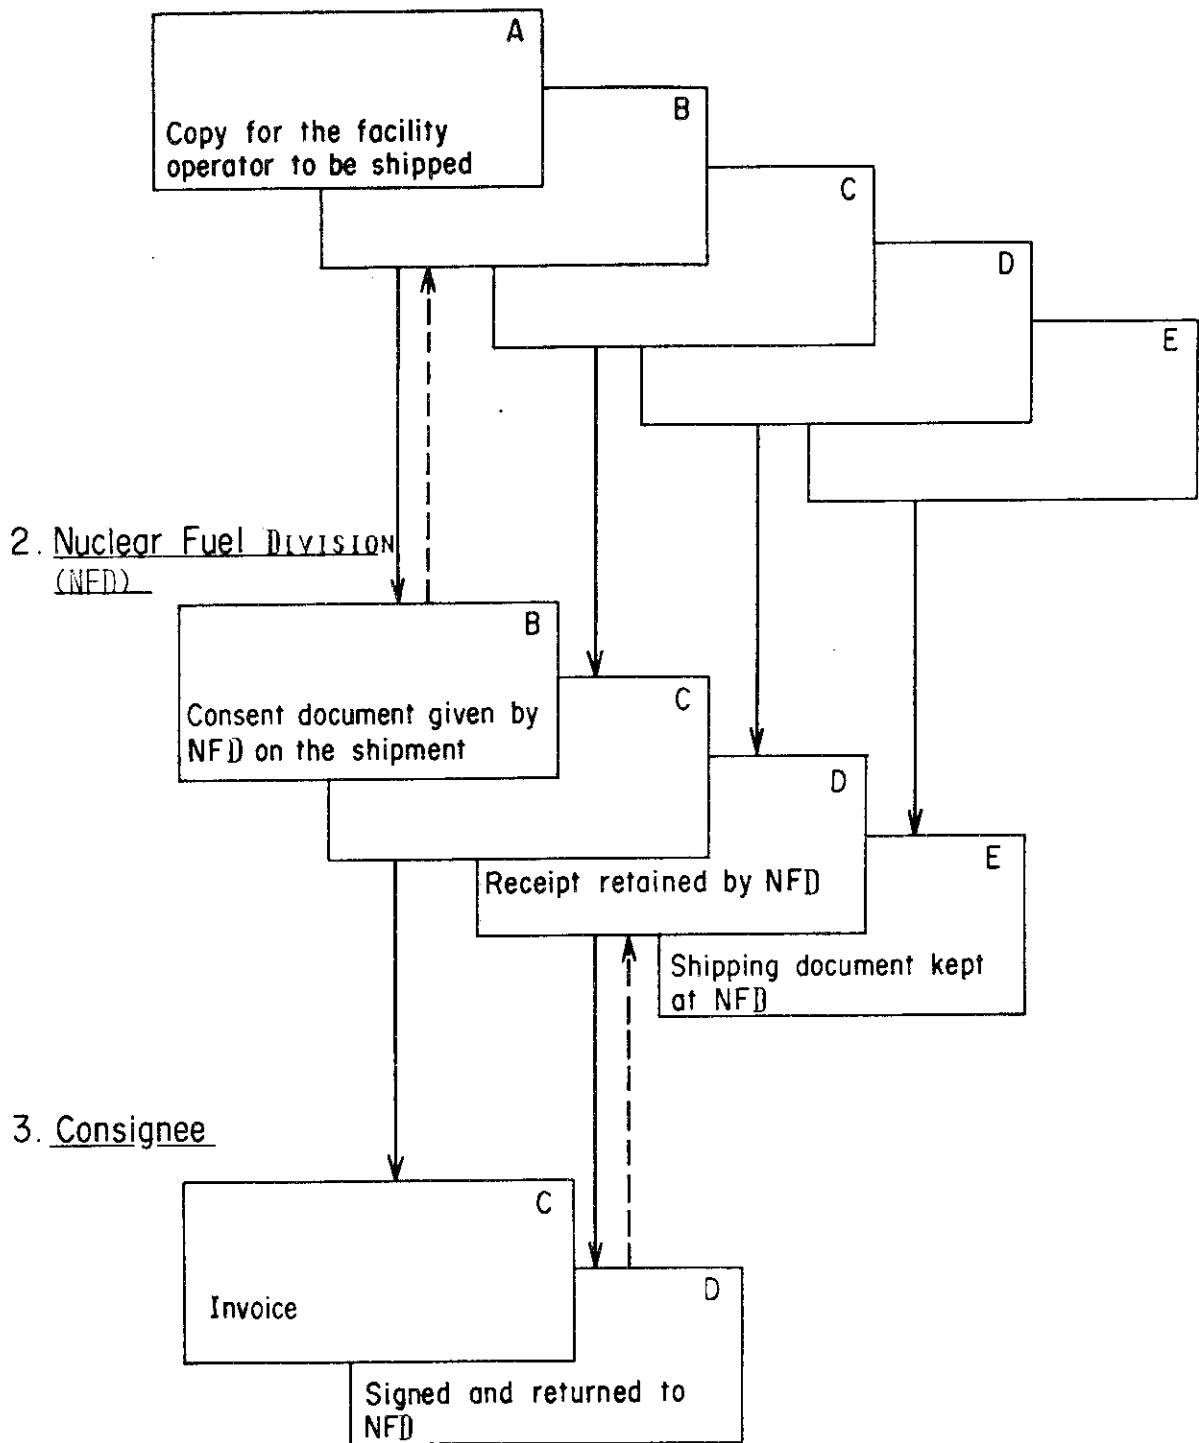 A
Copy for the facility
operator to be shipped
B
C
D
E
2. Nuclear Fuel DIVISION
(NFD)
B
Consent document given by
NFD on the shipment
C
D
Receipt retained by NFD
E
Shipping document kept
at NFD
3. Consignee
C
Invoice
D
Signed and returned to
NFD